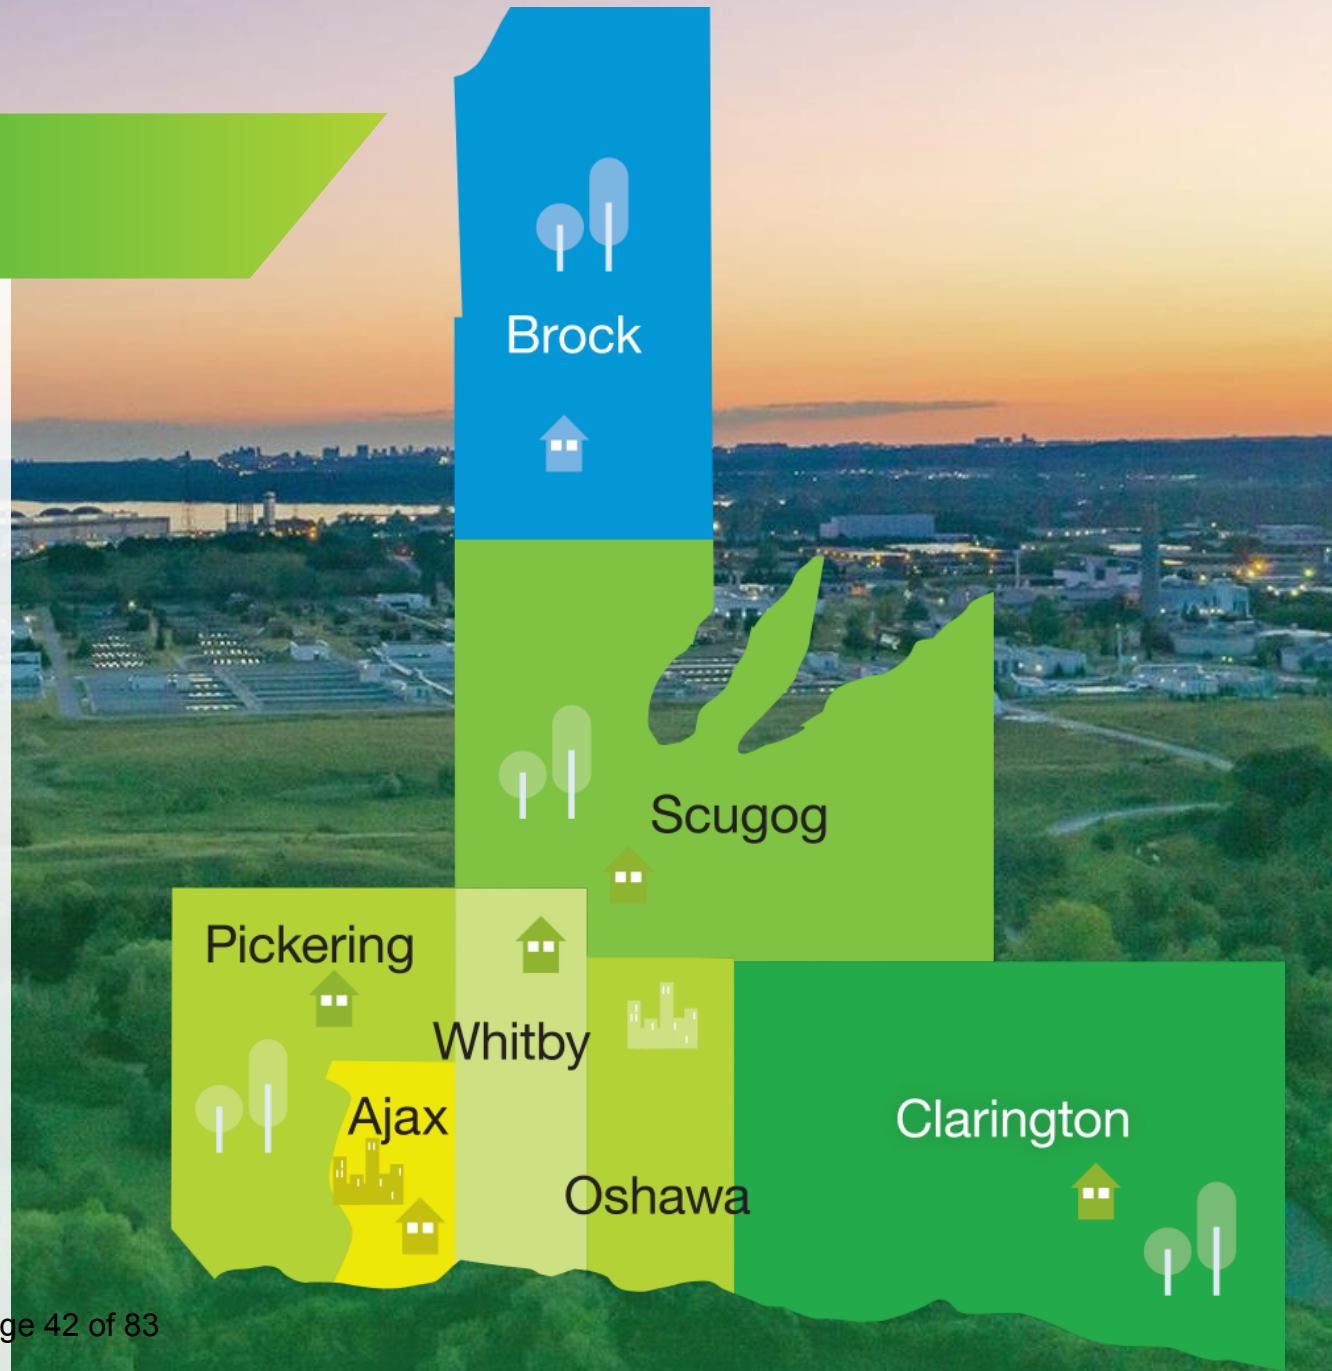 Brock
Scugog
Pickering
Whitby
Ajax
Clarington
Oshawa
ge 42 of 83